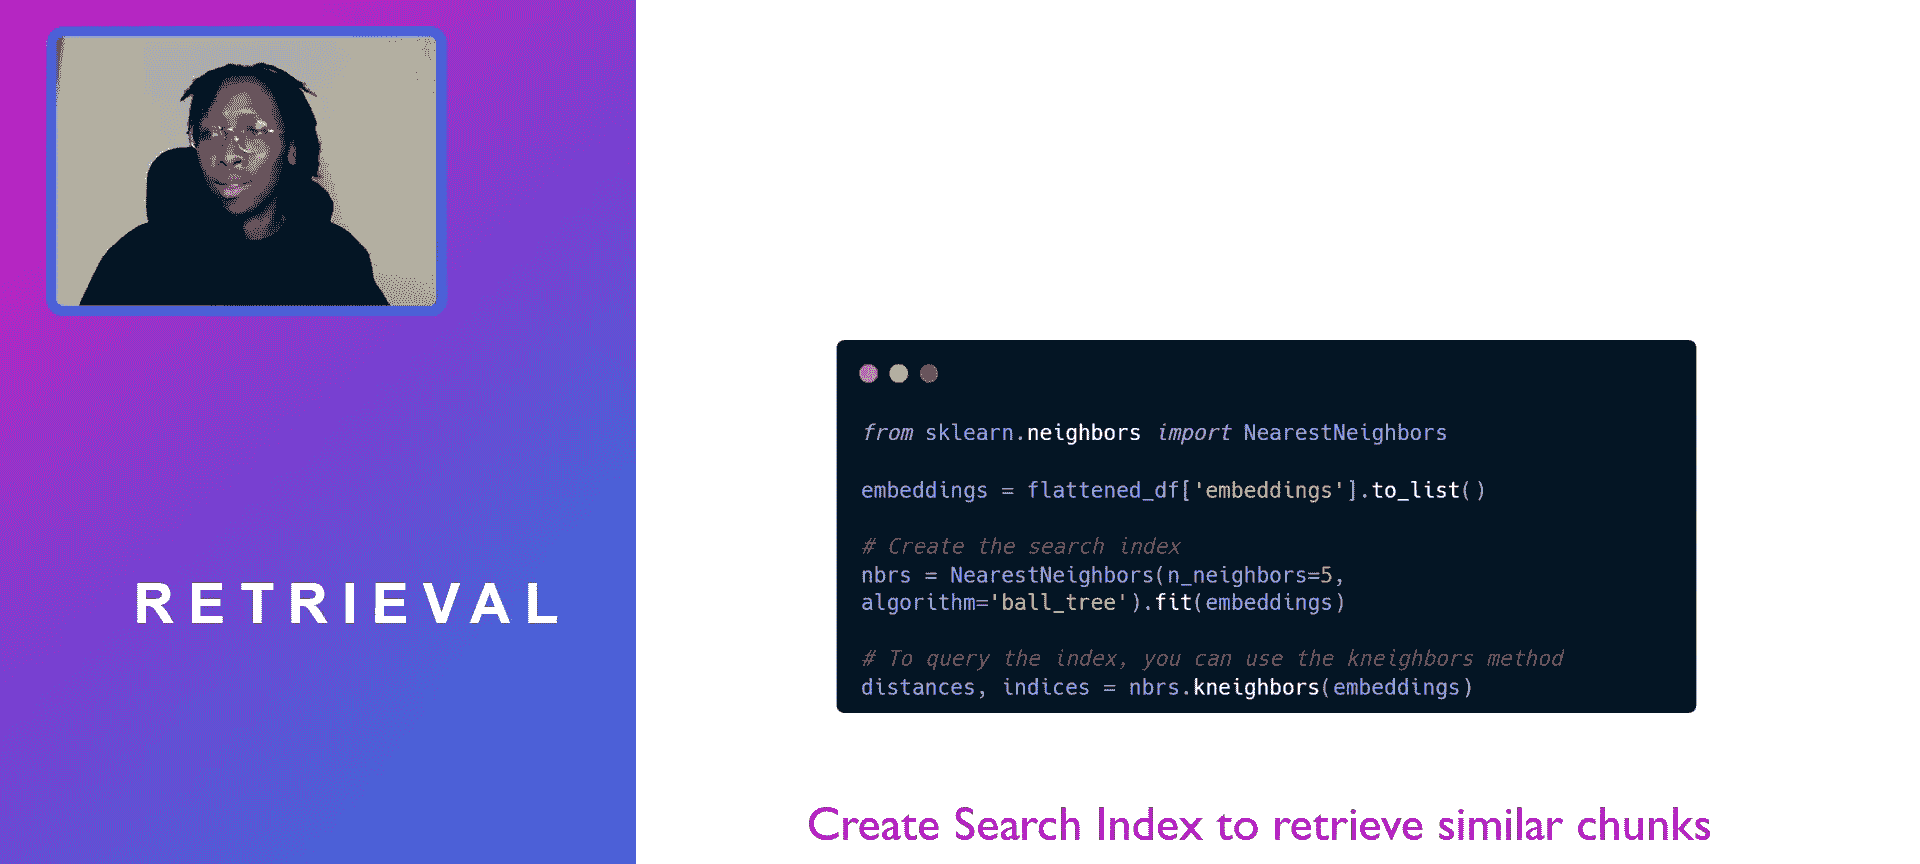 RETRIEVAL
from sklearn.neighbors import NearestNeighbors
embeddings = flattened_df['embeddings'].to_list()
# Create the search index
nbrs = NearestNeighbors(n_neighbors=5,
algorithm='ball_tree').fit(embeddings)
# To query the index, you can use the kneighbors method
distances, indices = nbrs.kneighbors(embeddings)
Create Search Index to retrieve similar chunks